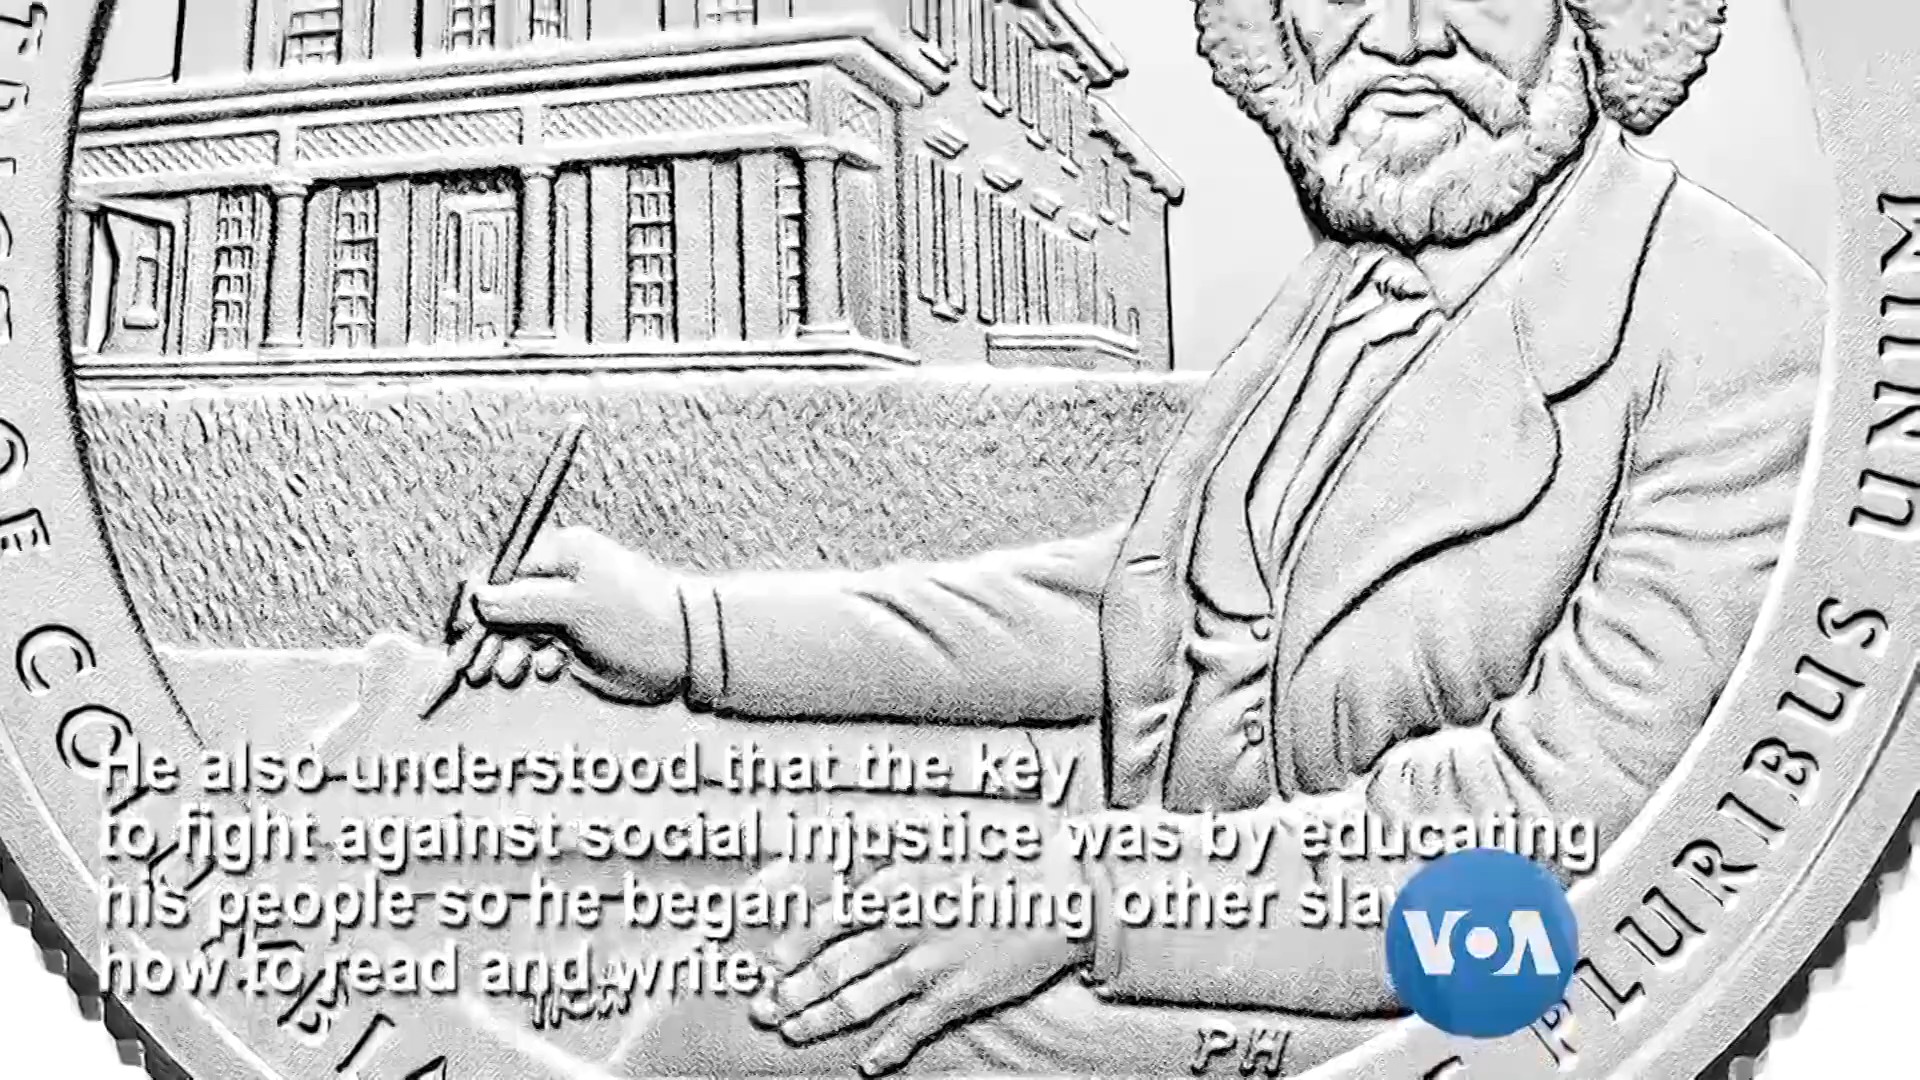 He also understood that the key
to fight against social injustice was by educating
his people so he began teaching other sla
how to read and write.
VOA
PH
PLURIBUS UNUM